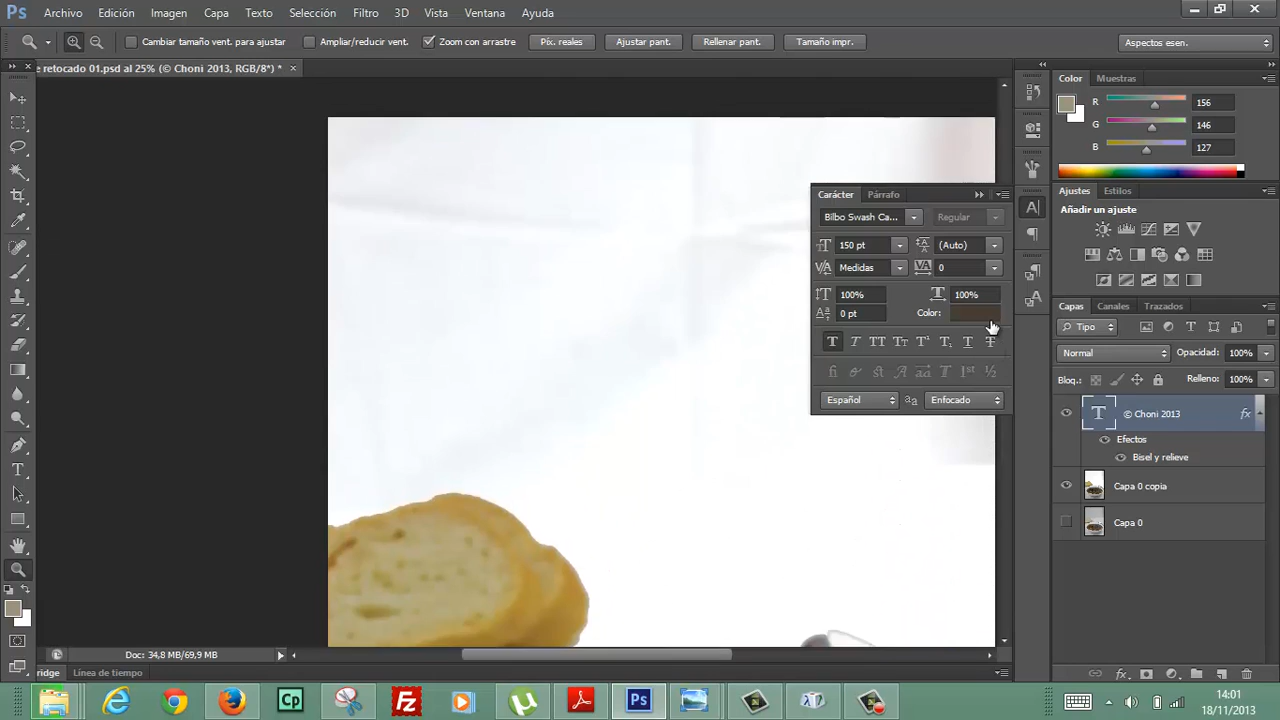 Ps Archivo Edición Imagen Capa Texto Selección Filtro 3D Vista Ventana Ayuda
Cambiar tamaño vent. para ajustar Ampliar/reducir vent. Zoom con arrastre Píx. reales Ajustar pant. Rellenar pant. Tamaño impr. Aspectos esen.
e retocado 01.psd al 25% (© Choni 2013, RGB/8*) *
Color Muestras
R 156
G 146
B 127
Carácter Párrafo
Bilbo Swash Ca... Regular
150 pt (Auto)
Medidas 0
100% 100%
0 pt Color:
Español aa Enfocado
Ajustes Estilos
Añadir un ajuste
Capas Canales Trazados
Tipo
Normal Opacidad: 100%
Bloq.: Relleno: 100%
© Choni 2013 fx
Efectos
Bisel y relieve
Capa 0 copia
Capa 0
Doc: 34,8 MB/69,9 MB
ridge Línea de tiempo
14:01
18/11/2013